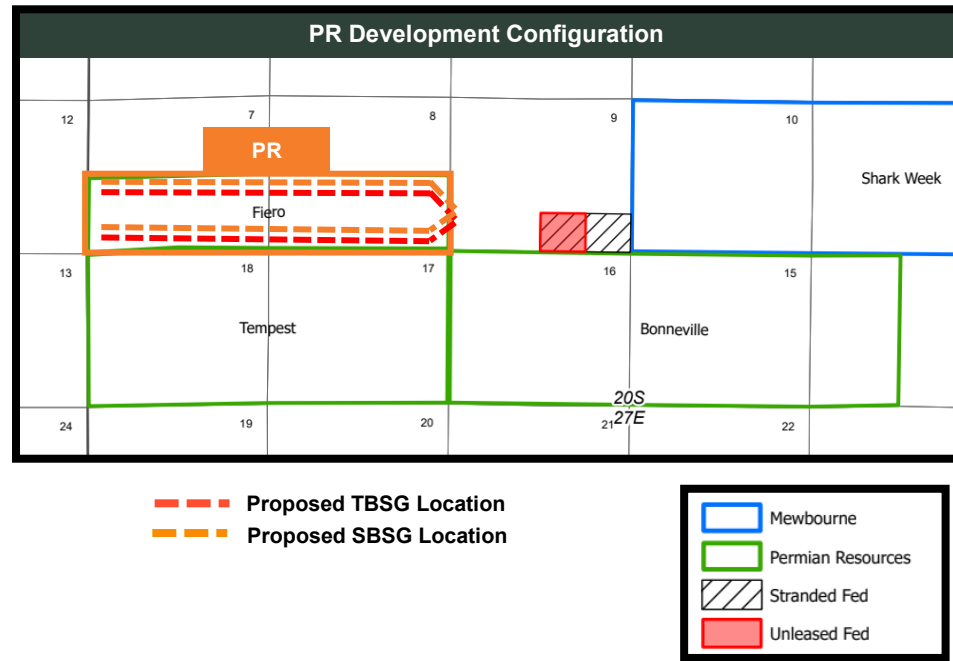 PR Development Configuration
12
7
8
9
10
PR
Shark Week
Fiero
13
18
17
16
15
Tempest
Bonneville
20S
24
19
20
21
27E
22
Proposed TBSG Location
Proposed SBSG Location
Mewbourne
Permian Resources
Stranded Fed
Unleased Fed